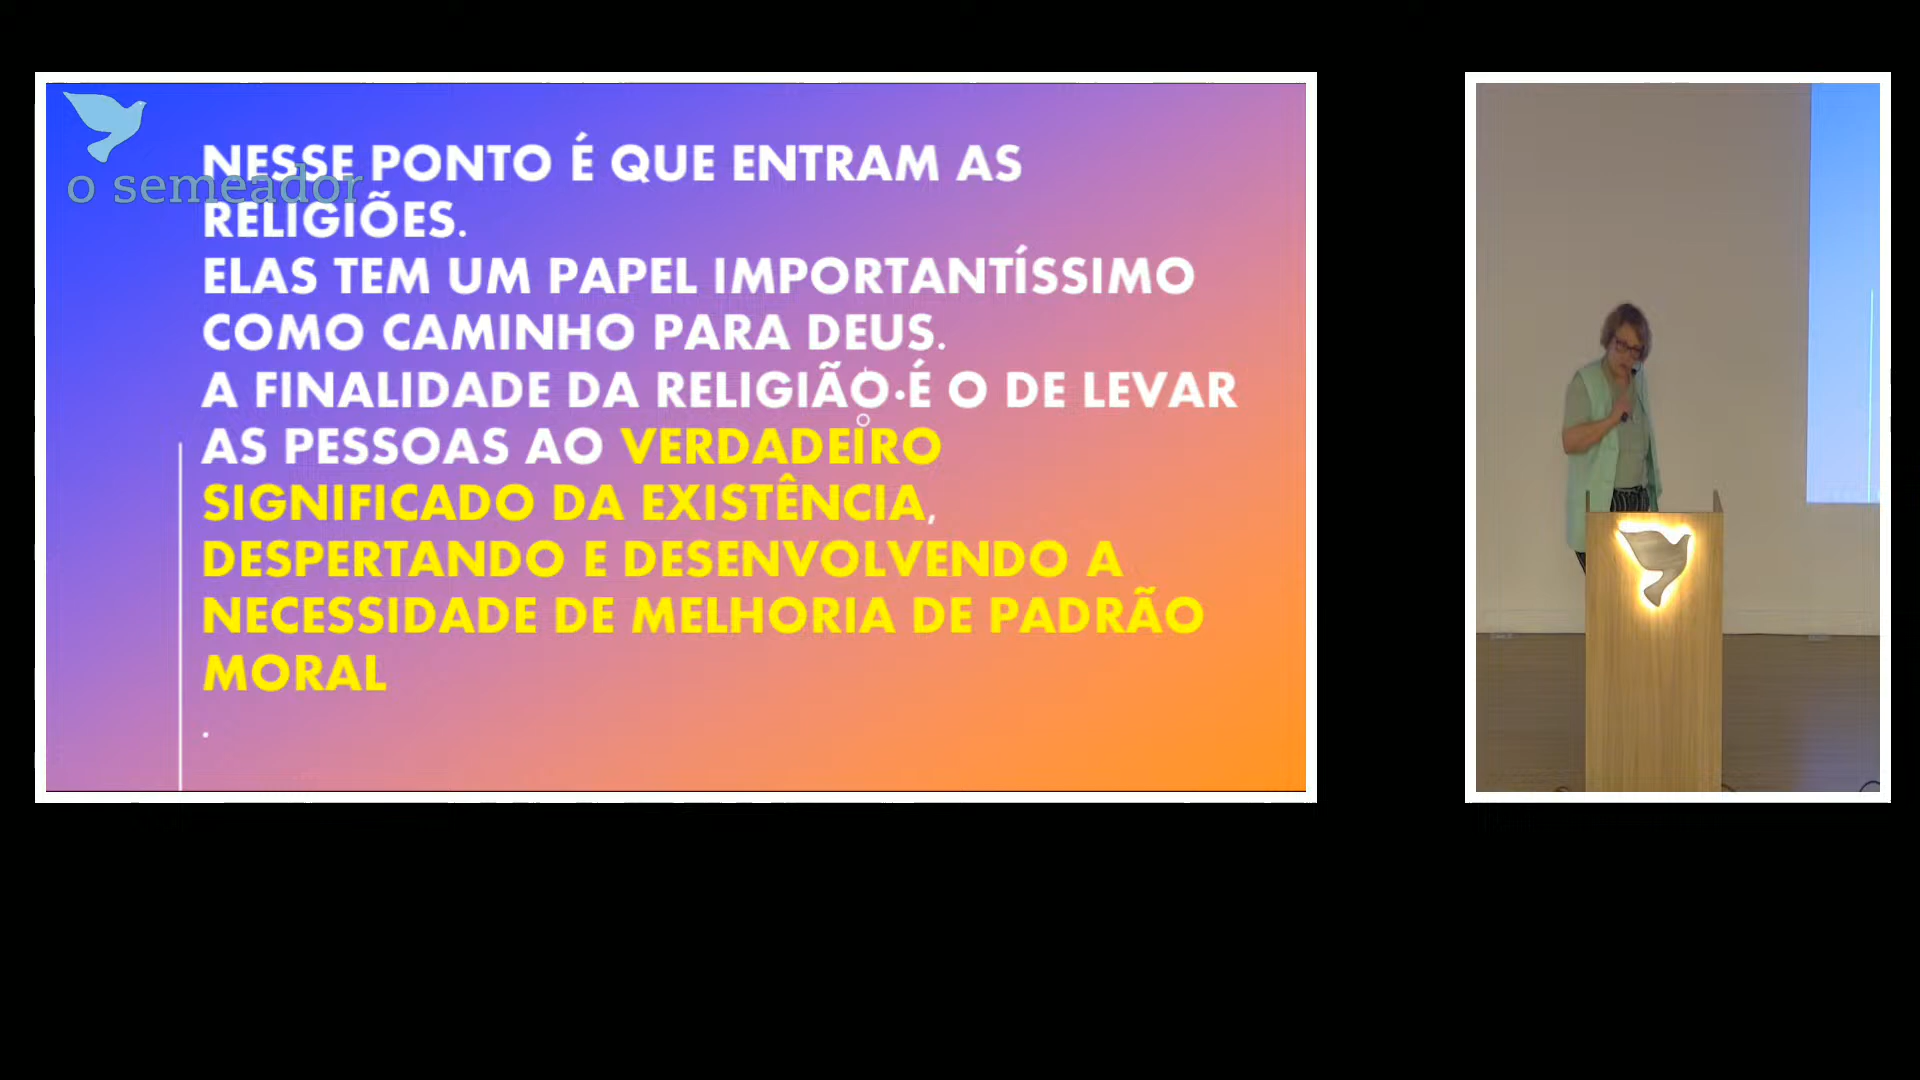 o semeador
NESSE PONTO É QUE ENTRAM AS
RELIGIÕES.
ELAS TEM UM PAPEL IMPORTANTÍSSIMO
COMO CAMINHO PARA DEUS.
A FINALIDADE DA RELIGIÃO É O DE LEVAR
AS PESSOAS AO VERDADEIRO
SIGNIFICADO DA EXISTÊNCIA,
DESPERTANDO E DESENVOLVENDO A
NECESSIDADE DE MELHORIA DE PADRÃO
MORAL
.